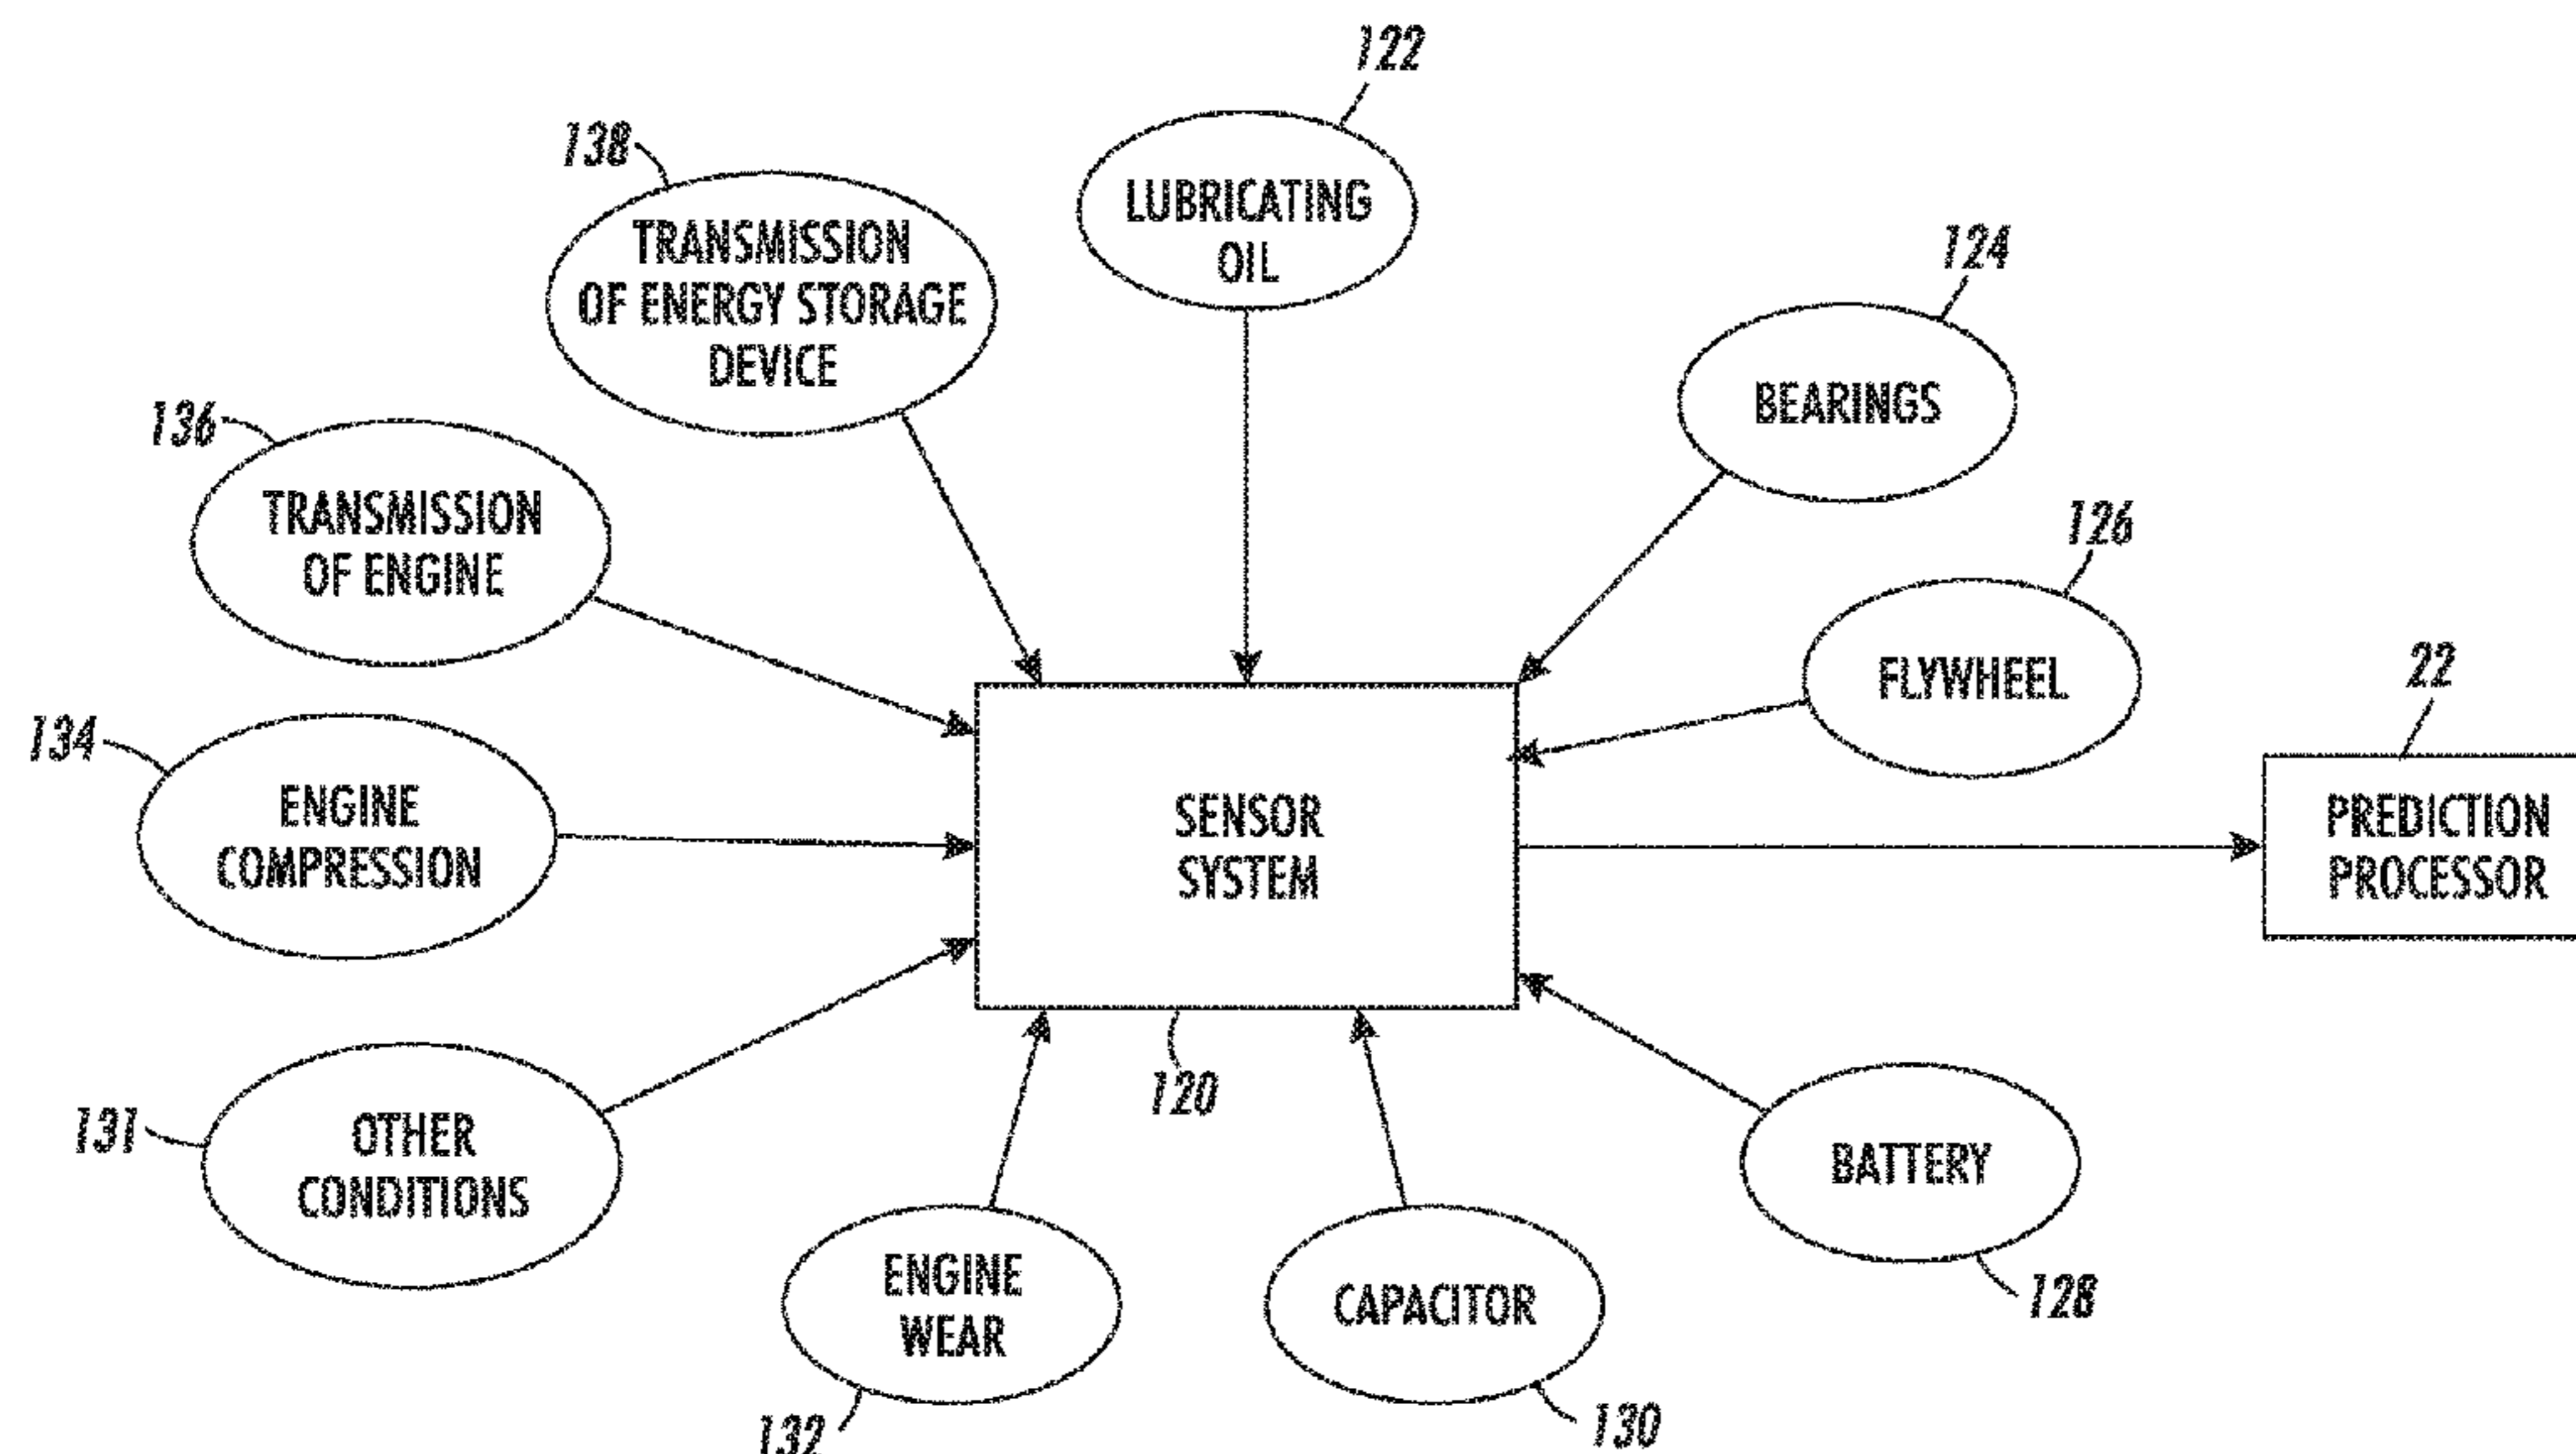 122
138
LUBRICATING
OIL
TRANSMISSION
OF ENERGY STORAGE
DEVICE
124
BEARINGS
136
TRANSMISSION
OF ENGINE
126
FLYWHEEL
22
134
ENGINE
COMPRESSION
SENSOR
SYSTEM
PREDICTION
PROCESSOR
120
131
OTHER
CONDITIONS
BATTERY
128
ENGINE
WEAR
CAPACITOR
132
130